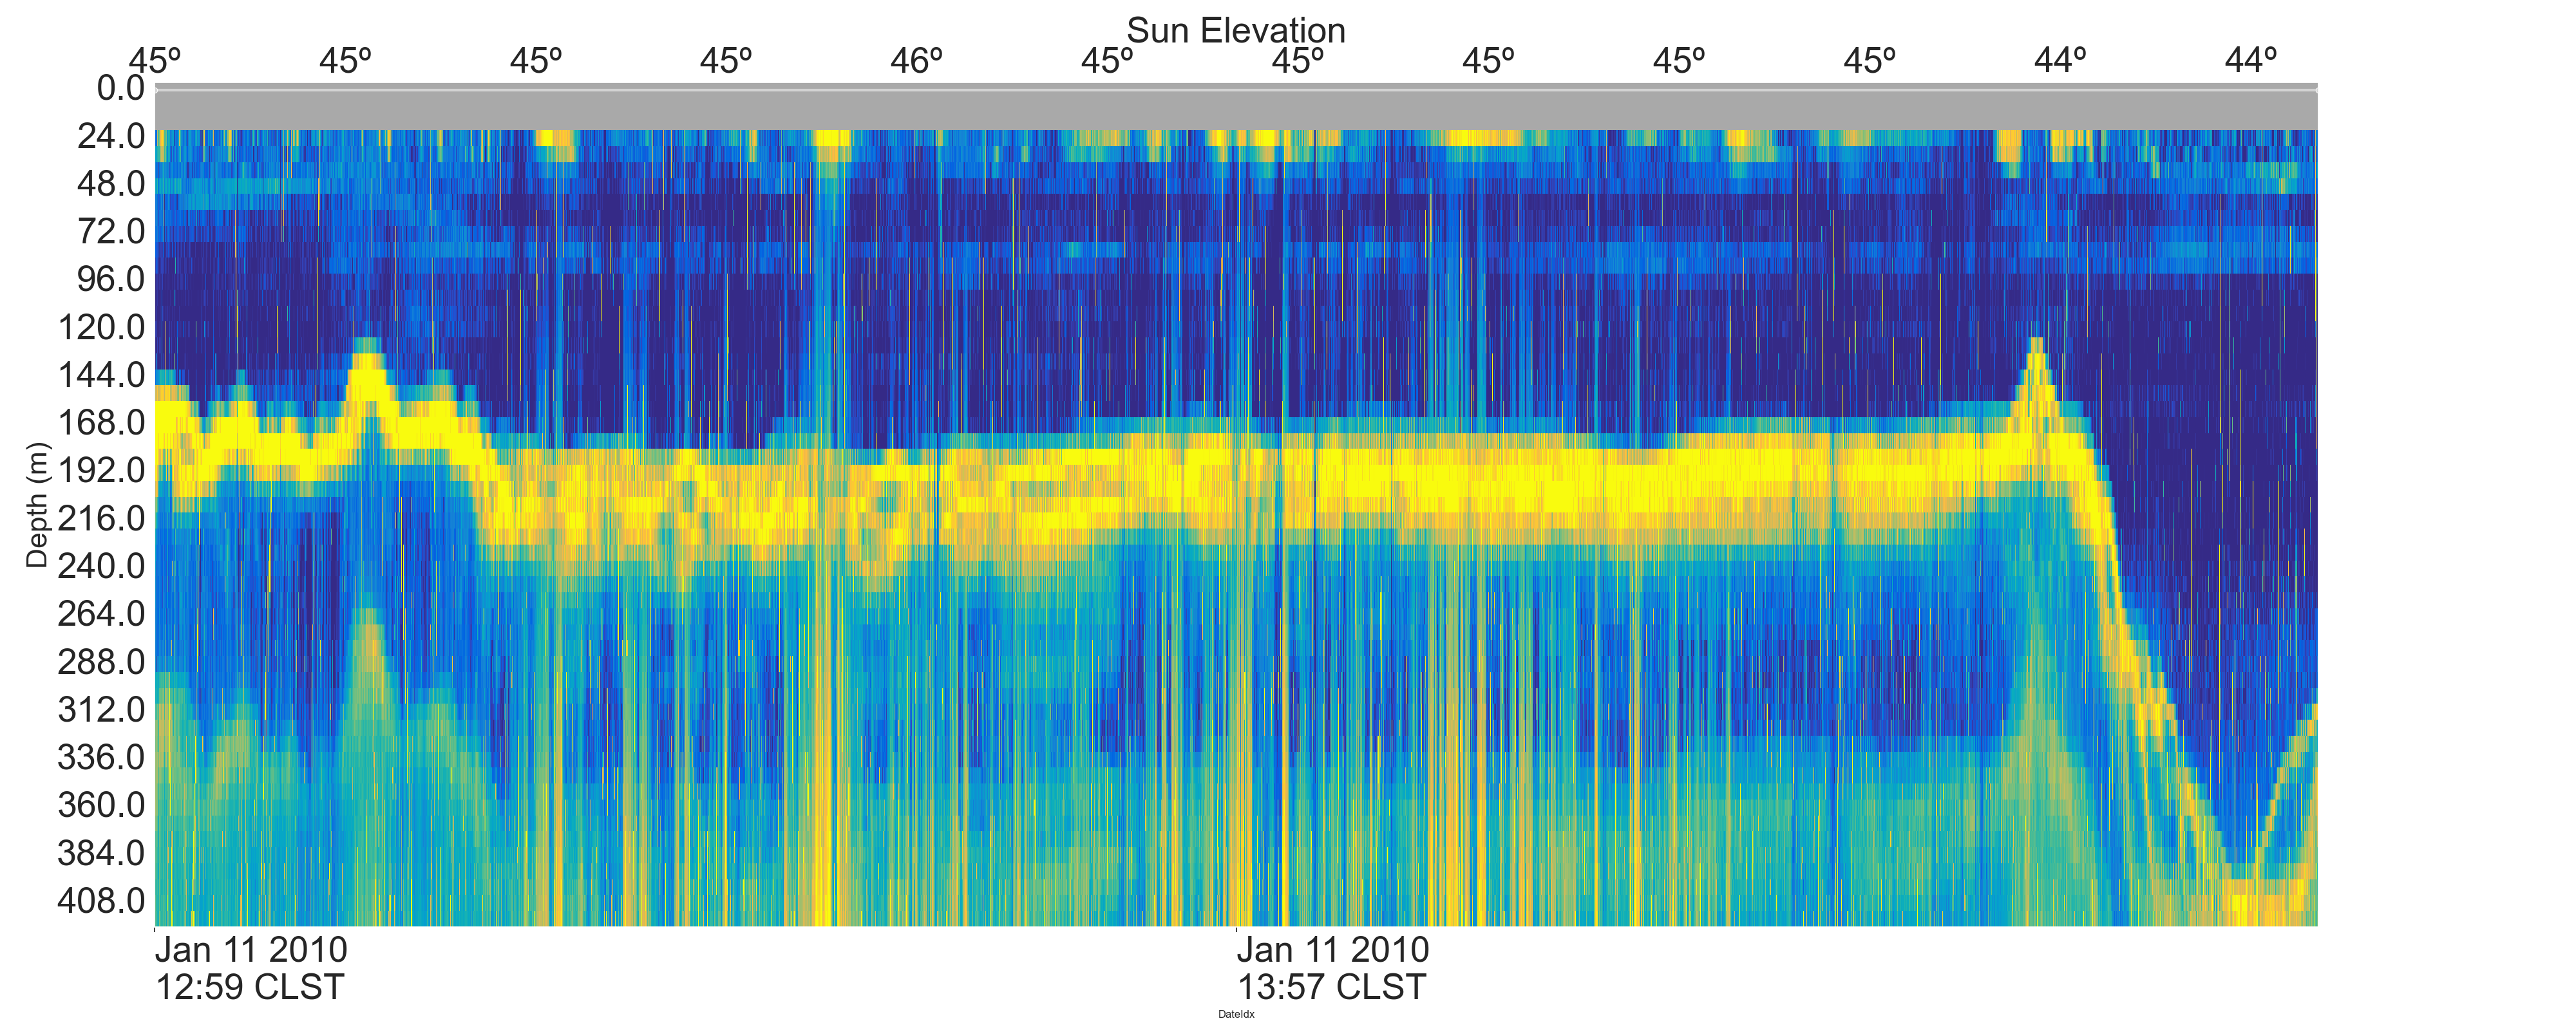 Sun Elevation
45º 45º 45º 45º 46º 45º 45º 45º 45º 45º 44º 44º
0.0
24.0
48.0
72.0
96.0
120.0
144.0
168.0
192.0
216.0
240.0
264.0
288.0
312.0
336.0
360.0
384.0
408.0
Depth (m)
Jan 11 2010
12:59 CLST
Jan 11 2010
13:57 CLST
DateIdx